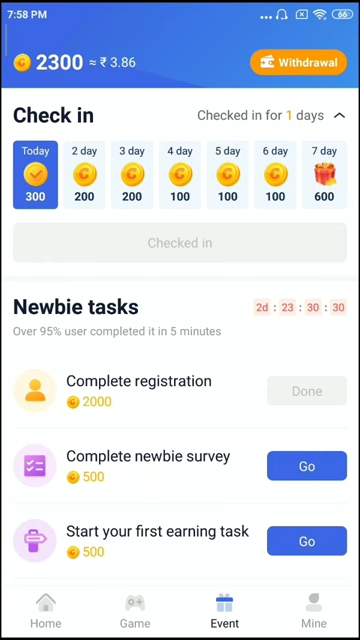 7:58 PM
66
2300 ≈ ₹ 3.86
Withdrawal
Check in
Checked in for 1 days
Today 2 day 3 day 4 day 5 day 6 day 7 day
300 200 200 100 100 100 600
Checked in
Newbie tasks
2d : 23 : 30 : 30
Over 95% user completed it in 5 minutes
Complete registration
2000
Done
Complete newbie survey
500
Go
Start your first earning task
500
Go
Home Game Event Mine